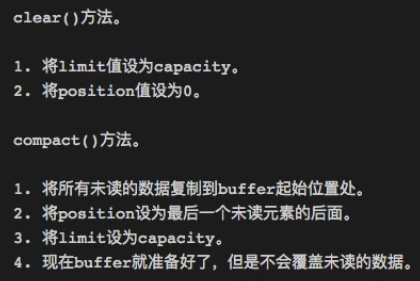 clear()方法。
1. 将limit值设为capacity。
2. 将position值设为0。
compact()方法。
1. 将所有未读的数据复制到buffer起始位置处。
2. 将position设为最后一个未读元素的后面。
3. 将limit设为capacity。
4. 现在buffer就准备好了，但是不会覆盖未读的数据。